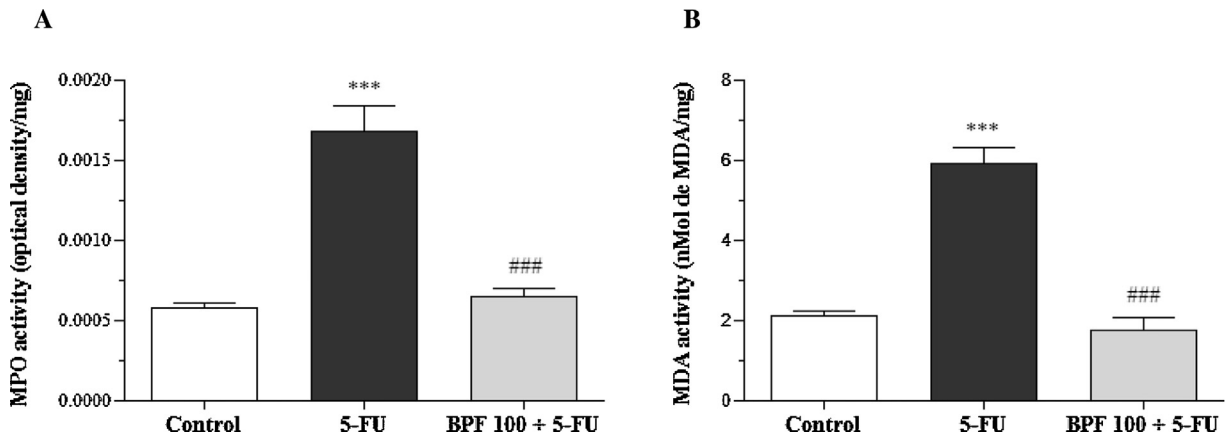 A
MPO activity (optical density/mg)
0.0020
0.0015
0.0010
0.0005
0.0000
***
###
Control
5-FU
BPF 100 + 5-FU
B
MDA activity (nMol de MDA/mg)
8
6
4
2
0
***
###
Control
5-FU
BPF 100 + 5-FU